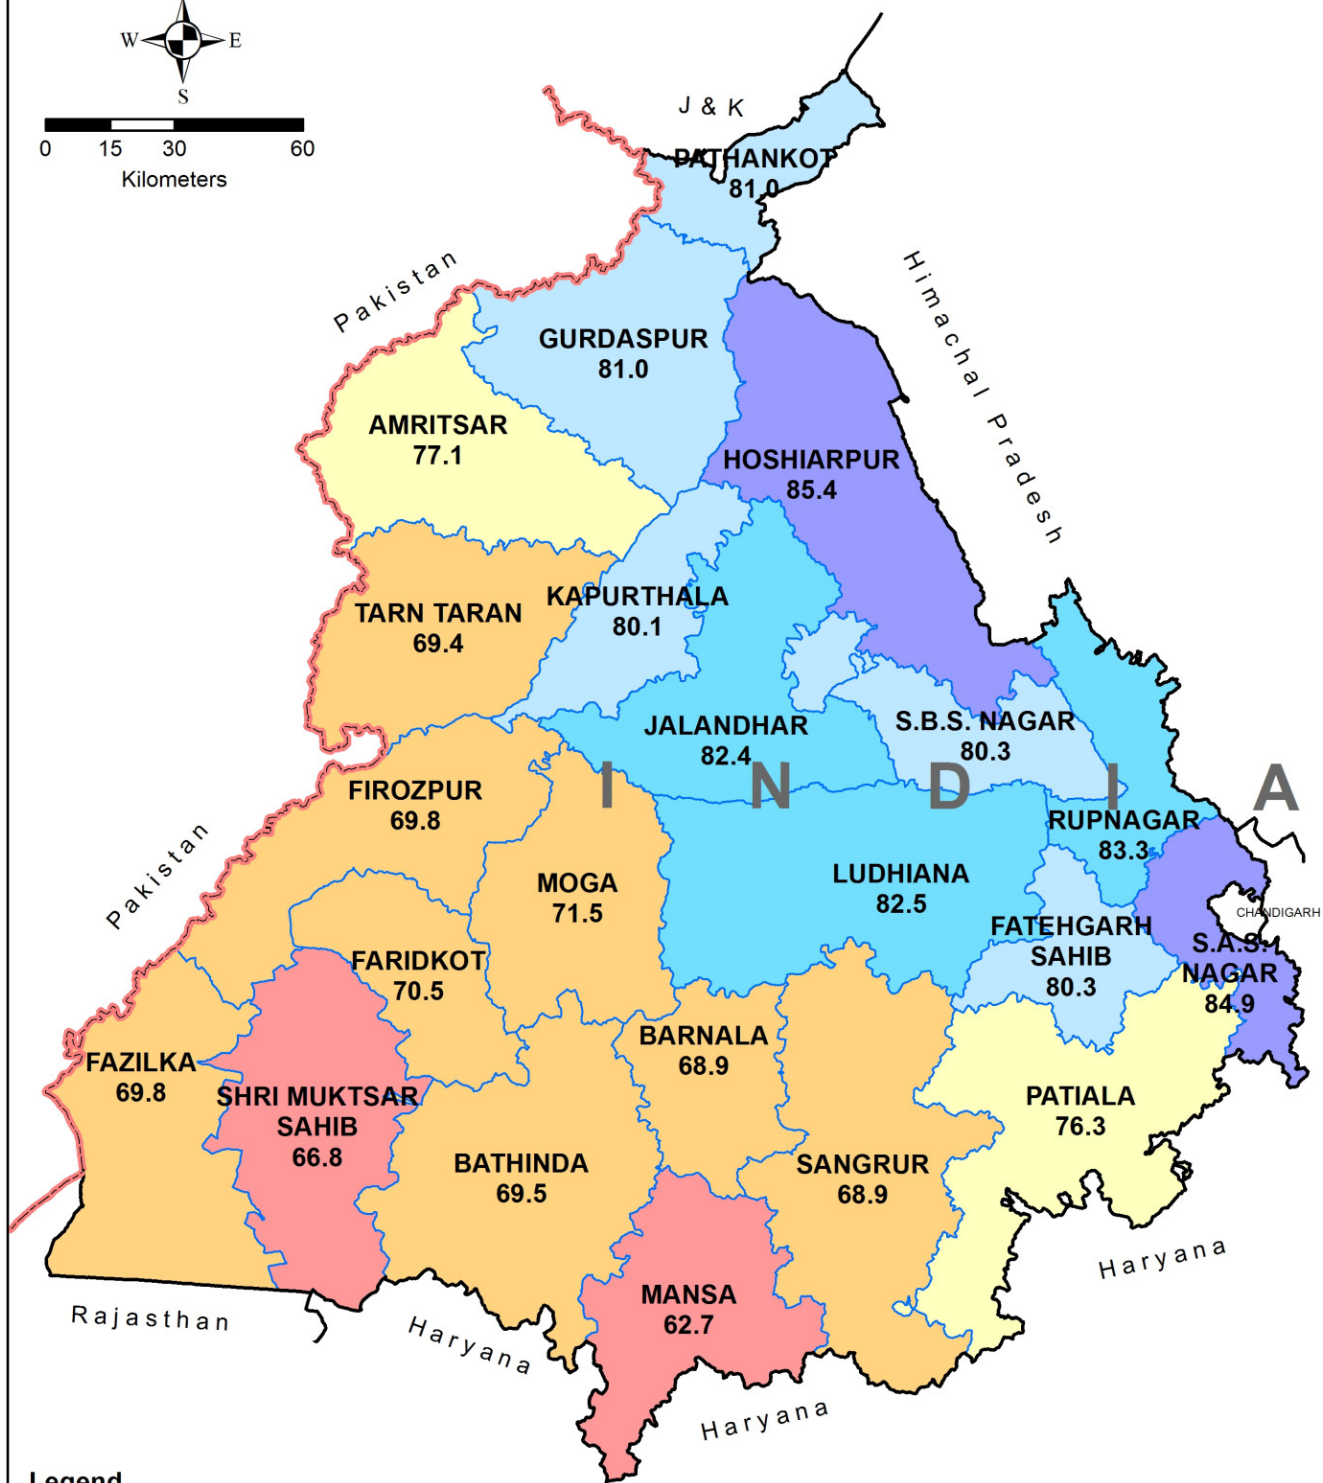 W E
S
0 15 30 60
Kilometers
J & K
PATHANKOT
81.0
Pakistan
Himachal Pradesh
GURDASPUR
81.0
AMRITSAR
77.1
HOSHIARPUR
85.4
TARN TARAN
69.4
KAPURTHALA
80.1
JALANDHAR
82.4
S.B.S. NAGAR
80.3
I N D I A
FIROZPUR
69.8
RUPNAGAR
83.3
Pakistan
MOGA
71.5
LUDHIANA
82.5
CHANDIGARH
FATEHGARH
SAHIB
80.3
S.A.S.
NAGAR
84.9
FARIDKOT
70.5
BARNALA
68.9
FAZILKA
69.8
SHRI MUKTSAR
SAHIB
66.8
PATIALA
76.3
BATHINDA
69.5
SANGRUR
68.9
Haryana
MANSA
62.7
Rajasthan
Haryana
Haryana
Legend